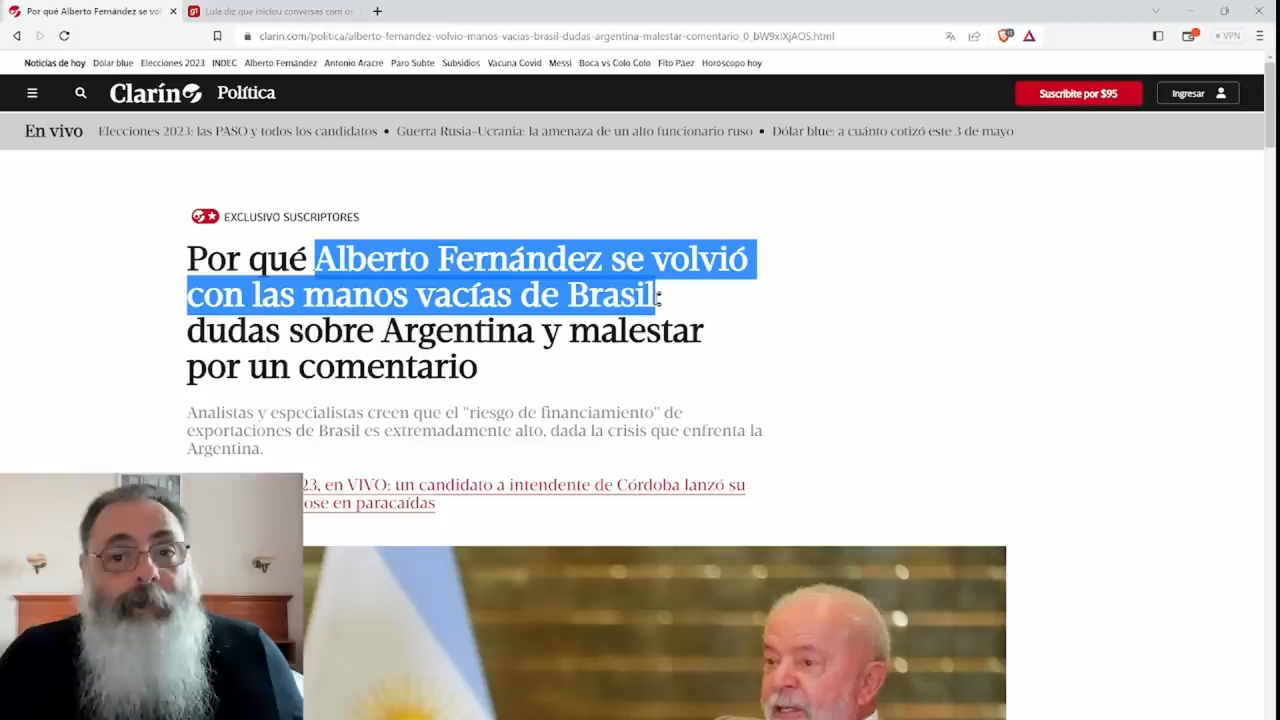 Por qué Alberto Fernández se vol
Lula diz que iniciou conversas com os
clarin.com/politica/alberto-fernandez-volvio-manos-vacias-brasil-dudas-argentina-malestar-comentario_0_bW9xIXjAOS.html
VPN
Noticias de hoy Dólar blue Elecciones 2023 INDEC Alberto Fernández Antonio Aracre Paro Subte Subsidios Vacuna Covid Messi Boca vs Colo Colo Fito Páez Horóscopo hoy
Clarín Política Suscribite por $95 Ingresar
En vivo Elecciones 2023: las PASO y todos los candidatos • Guerra Rusia-Ucrania: la amenaza de un alto funcionario ruso • Dólar blue: a cuánto cotizó este 3 de mayo
EXCLUSIVO SUSCRIPTORES
Por qué Alberto Fernández se volvió
con las manos vacías de Brasil:
dudas sobre Argentina y malestar
por un comentario
Analistas y especialistas creen que el "riesgo de financiamiento" de
exportaciones de Brasil es extremadamente alto, dada la crisis que enfrenta la
Argentina.
23, en VIVO: un candidato a intendente de Córdoba lanzó su
ose en paracaídas